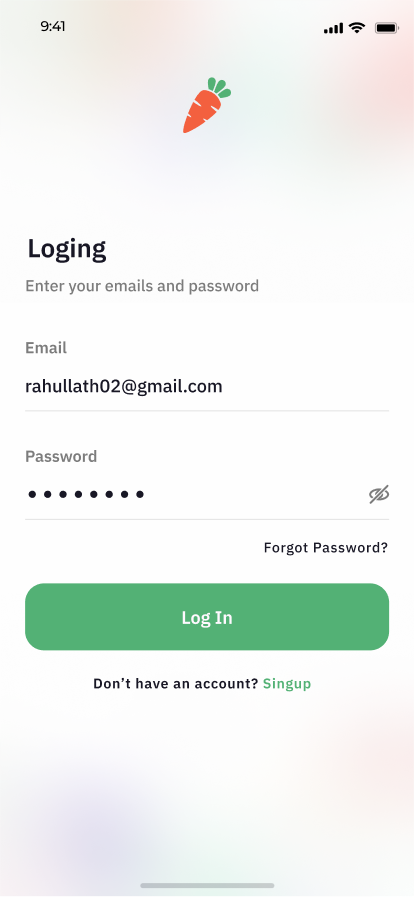 9:41
Loging
Enter your emails and password
Email
rahullath02@gmail.com
Password
••••••••
Forgot Password?
Log In
Don't have an account? Singup